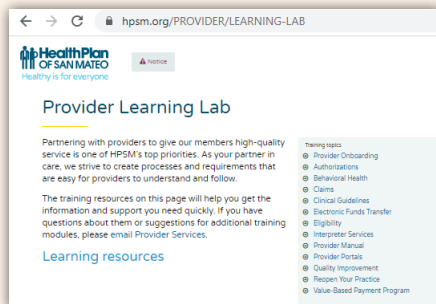 hpsm.org/PROVIDER/LEARNING-LAB
HealthPlan
OF SAN MATEO
Healthy is for everyone
Notice
Provider Learning Lab
Partnering with providers to give our members high-quality
service is one of HPSM's top priorities. As your partner in
care, we strive to create processes and requirements that
are easy for providers to understand and follow.
The training resources on this page will help you get the
information and support you need quickly. If you have
questions about them or suggestions for additional training
modules, please email Provider Services.
Learning resources
Training topics
Provider Onboarding
Authorizations
Behavioral Health
Claims
Clinical Guidelines
Electronic Funds Transfer
Eligibility
Interpreter Services
Provider Manual
Provider Portals
Quality Improvement
Reopen Your Practice
Value-Based Payment Program